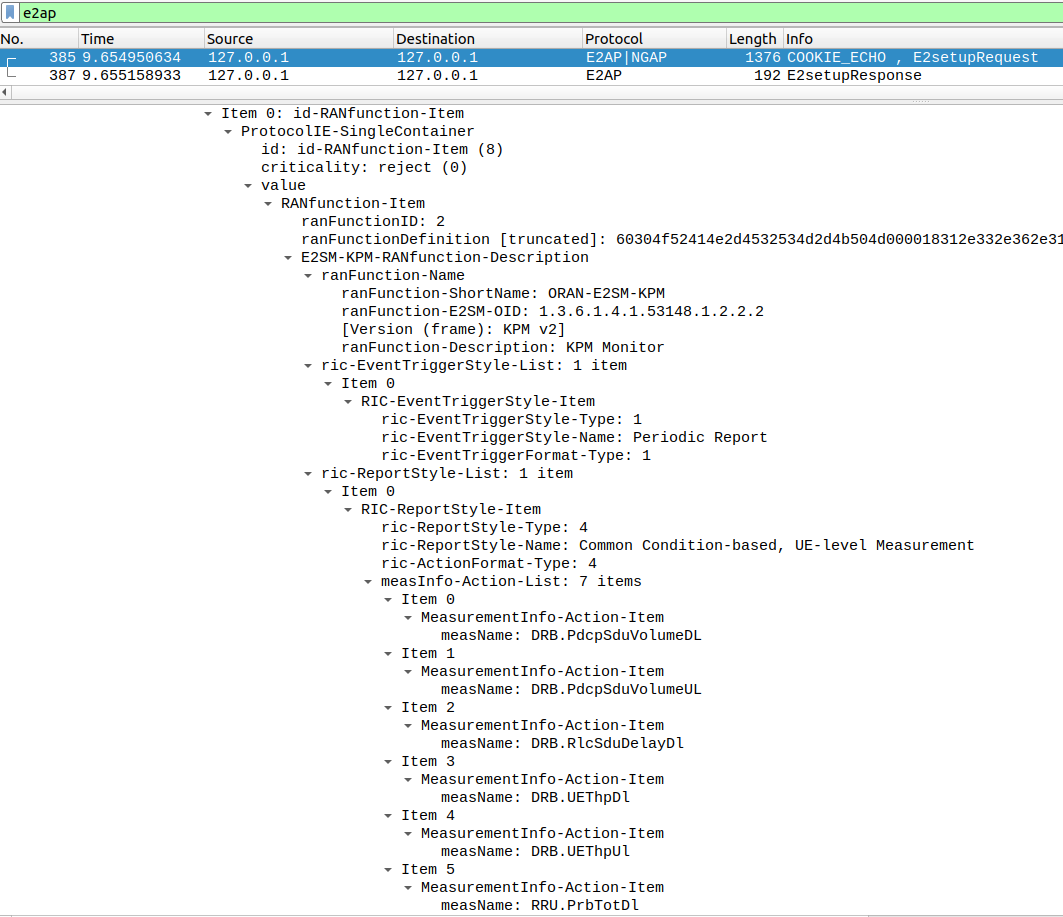 e2ap
No. Time Source Destination Protocol Length Info
385 9.654950634 127.0.0.1 127.0.0.1 E2AP|NGAP 1376 COOKIE_ECHO , E2setupRequest
387 9.655158933 127.0.0.1 127.0.0.1 E2AP 192 E2setupResponse
Item 0: id-RANfunction-Item
ProtocolIE-SingleContainer
id: id-RANfunction-Item (8)
criticality: reject (0)
value
RANfunction-Item
ranFunctionID: 2
ranFunctionDefinition [truncated]: 60304f52414e2d4532534d2d4b504d000018312e332e362e31
E2SM-KPM-RANfunction-Description
ranFunction-Name
ranFunction-ShortName: ORAN-E2SM-KPM
ranFunction-E2SM-OID: 1.3.6.1.4.1.53148.1.2.2.2
[Version (frame): KPM v2]
ranFunction-Description: KPM Monitor
ric-EventTriggerStyle-List: 1 item
Item 0
RIC-EventTriggerStyle-Item
ric-EventTriggerStyle-Type: 1
ric-EventTriggerStyle-Name: Periodic Report
ric-EventTriggerFormat-Type: 1
ric-ReportStyle-List: 1 item
Item 0
RIC-ReportStyle-Item
ric-ReportStyle-Type: 4
ric-ReportStyle-Name: Common Condition-based, UE-level Measurement
ric-ActionFormat-Type: 4
measInfo-Action-List: 7 items
Item 0
MeasurementInfo-Action-Item
measName: DRB.PdcpSduVolumeDL
Item 1
MeasurementInfo-Action-Item
measName: DRB.PdcpSduVolumeUL
Item 2
MeasurementInfo-Action-Item
measName: DRB.RlcSduDelayDl
Item 3
MeasurementInfo-Action-Item
measName: DRB.UEThpDl
Item 4
MeasurementInfo-Action-Item
measName: DRB.UEThpUl
Item 5
MeasurementInfo-Action-Item
measName: RRU.PrbTotDl